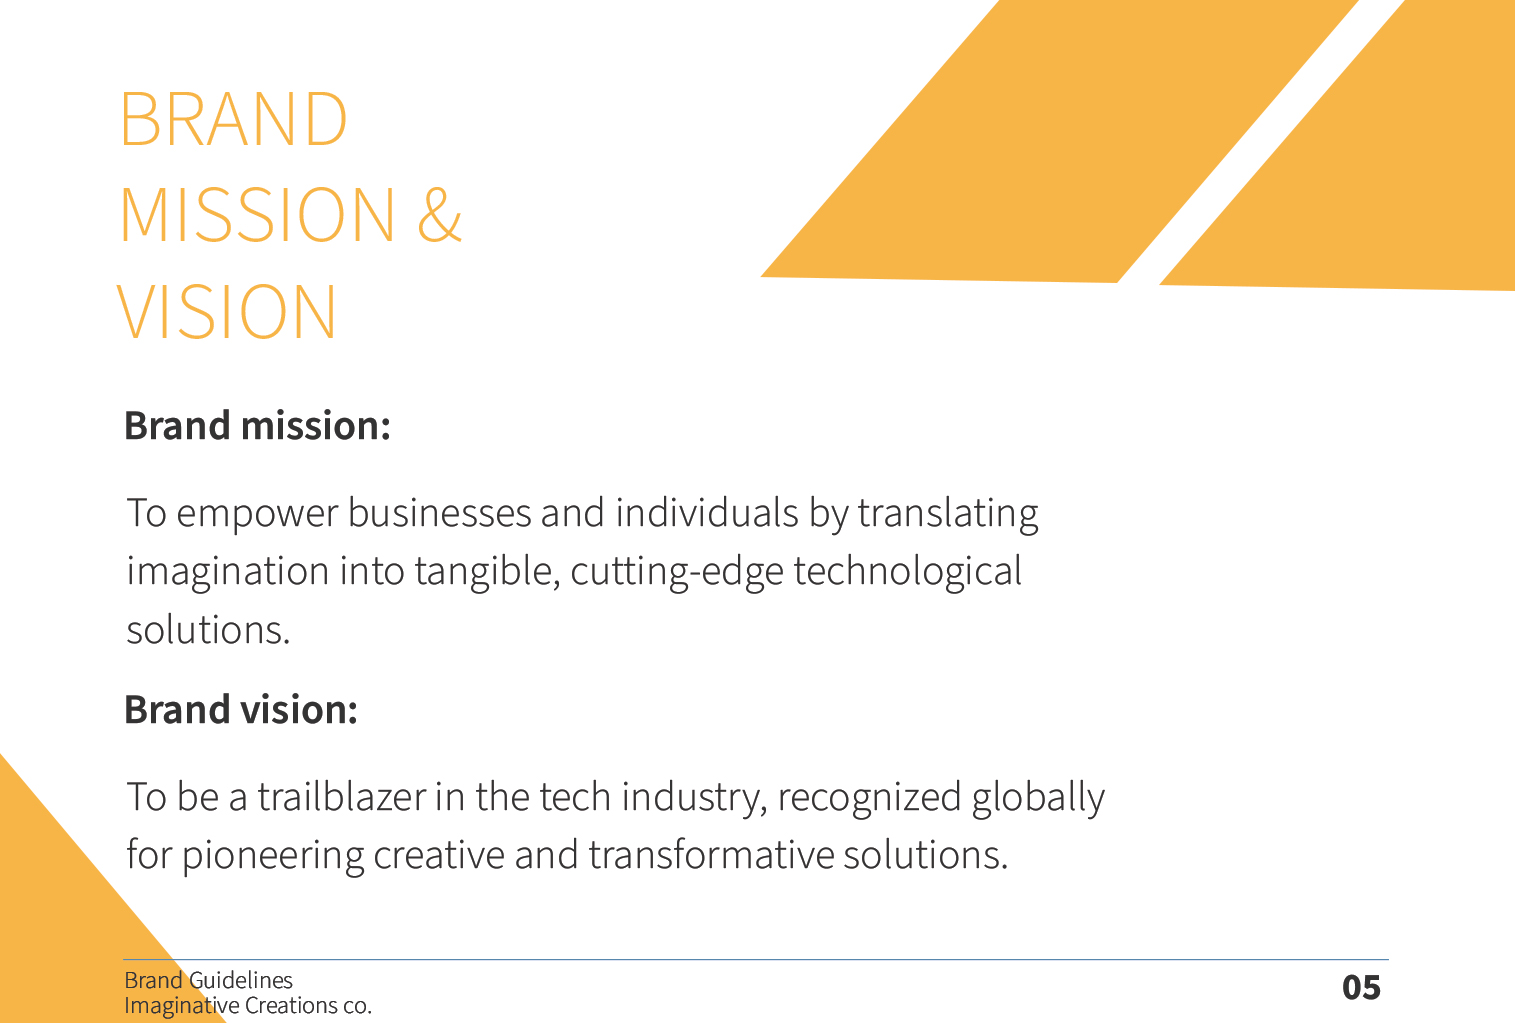 BRAND
MISSION &
VISION
Brand mission:
To empower businesses and individuals by translating
imagination into tangible, cutting-edge technological
solutions.
Brand vision:
To be a trailblazer in the tech industry, recognized globally
for pioneering creative and transformative solutions.
Brand Guidelines
Imaginative Creations co.
05